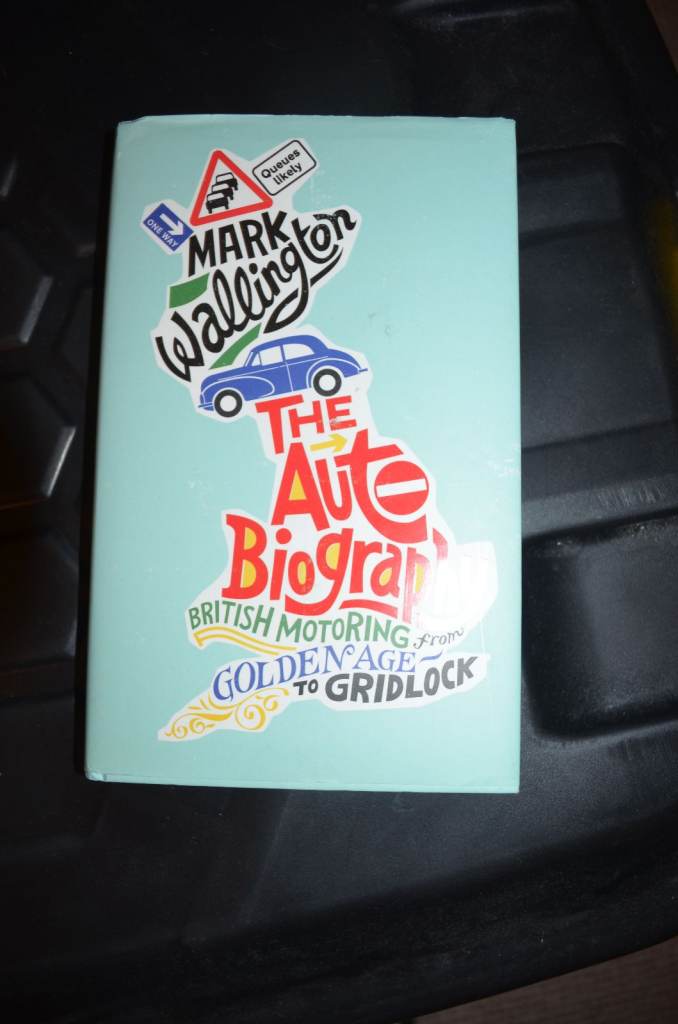 Queues
likely
ONE WAY
MARK
Wallington
THE
Auto
Biography
BRITISH MOTORING from
GOLDEN AGE
TO GRIDLOCK